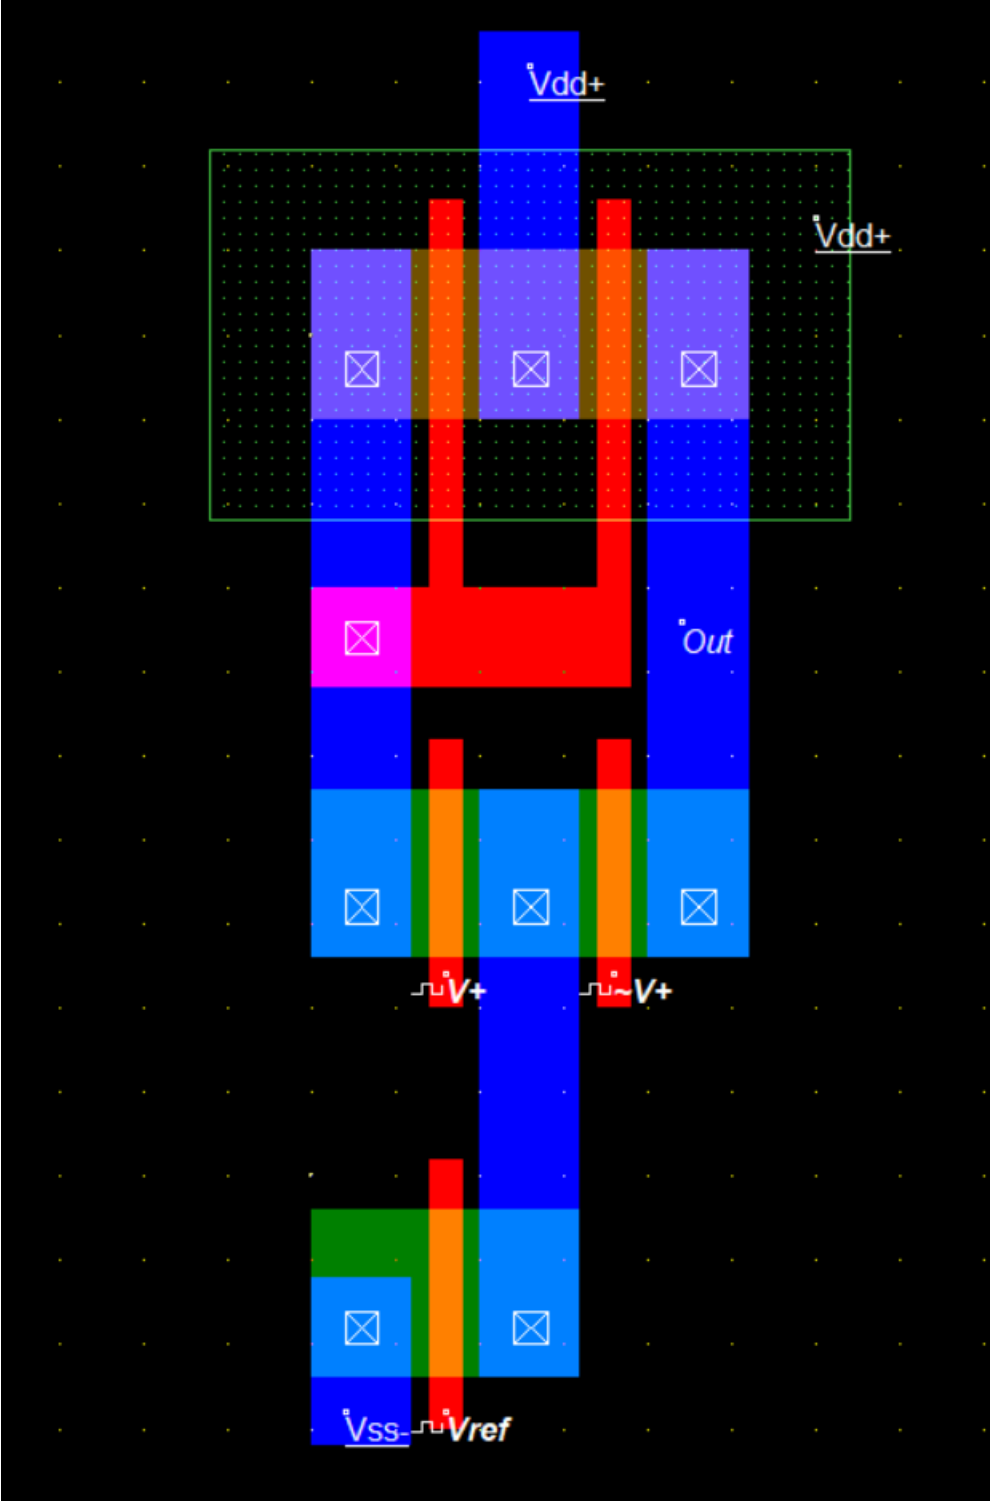 Vdd+
Vdd+
Out
V+ ~V+
Vss- Vref